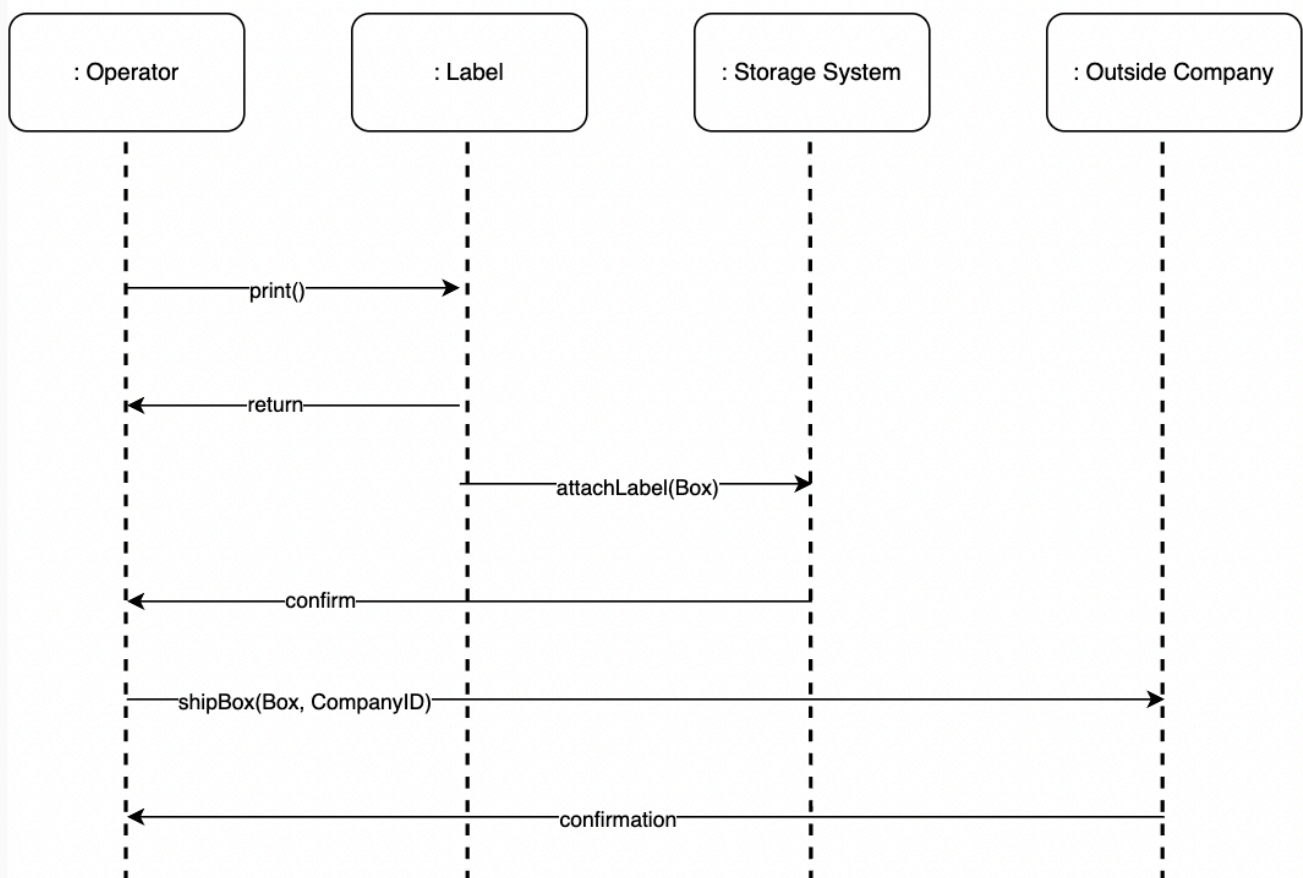 : Operator
: Label
: Storage System
: Outside Company
print()
return
attachLabel(Box)
confirm
shipBox(Box, CompanyID)
confirmation